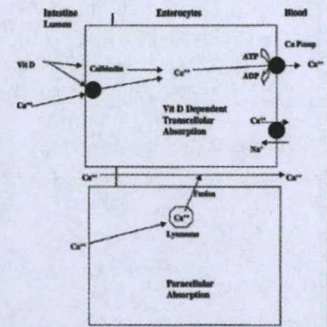 Intestine Lumen
Enterocytes
Blood
Ca Pump
Vit D
Calbindin
Ca++
ATP
ADP
Ca++
Ca++
Vit D Dependent
Transcellular
Absorption
Ca++
Na+
Ca++
Ca++
Fusion
Ca++
Lysosome
Ca++
Paracellular
Absorption